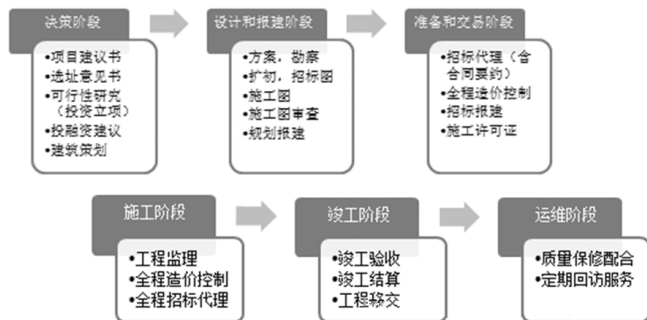 决策阶段
•项目建议书
•选址意见书
•可行性研究
（投资立项）
•投融资建议
•建筑策划
设计和报建阶段
•方案，勘察
•扩初，招标图
•施工图
•施工图审查
•规划报建
准备和交易阶段
•招标代理（含
合同要约）
•全程造价控制
•招标报建
•施工许可证
施工阶段
•工程监理
•全程造价控制
•全程招标代理
竣工阶段
•竣工验收
•竣工结算
•工程移交
运维阶段
•质量保修配合
•定期回访服务